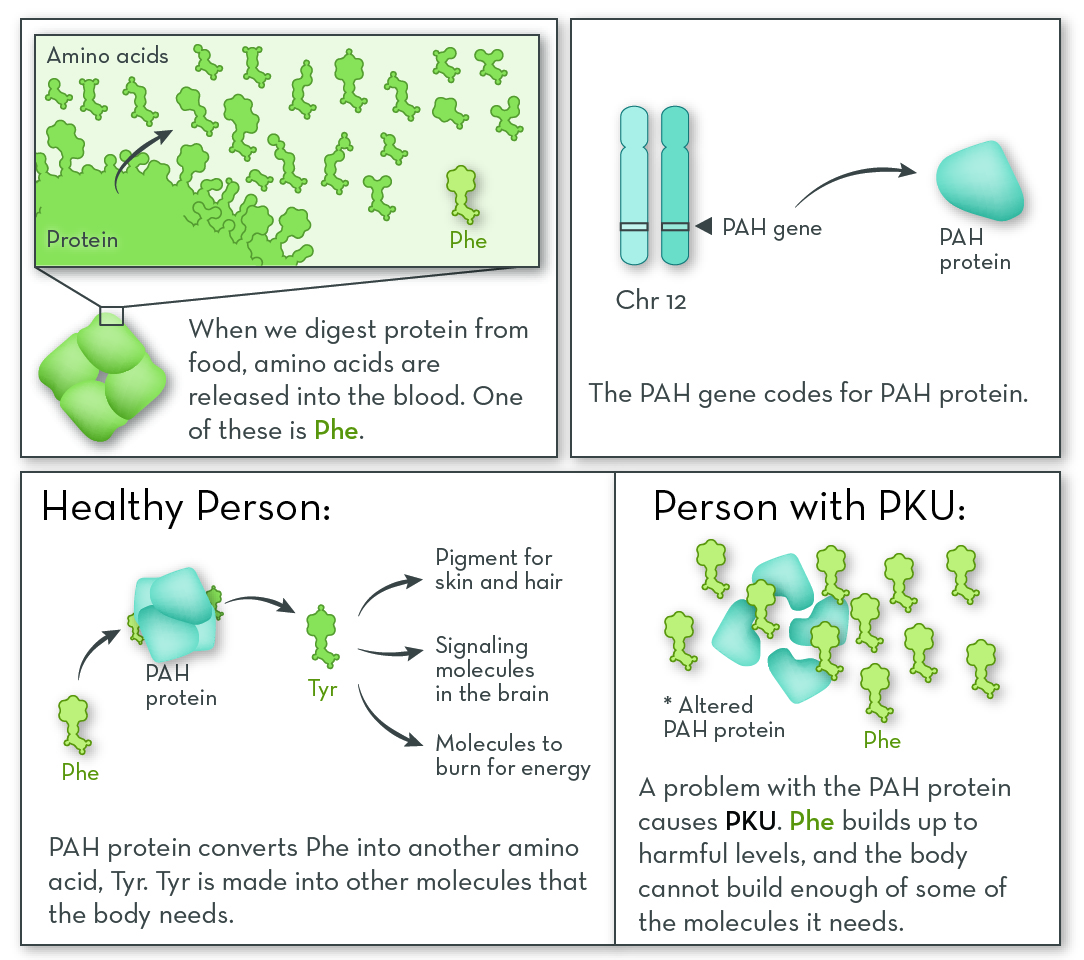 Amino acids
Protein
Phe
When we digest protein from
food, amino acids are
released into the blood. One
of these is Phe.
PAH gene
PAH
protein
Chr 12
The PAH gene codes for PAH protein.
Healthy Person:
PAH
protein
Phe
Tyr
Pigment for
skin and hair
Signaling
molecules
in the brain
Molecules to
burn for energy
PAH protein converts Phe into another amino
acid, Tyr. Tyr is made into other molecules that
the body needs.
Person with PKU:
* Altered
PAH protein
Phe
A problem with the PAH protein
causes PKU. Phe builds up to
harmful levels, and the body
cannot build enough of some of
the molecules it needs.